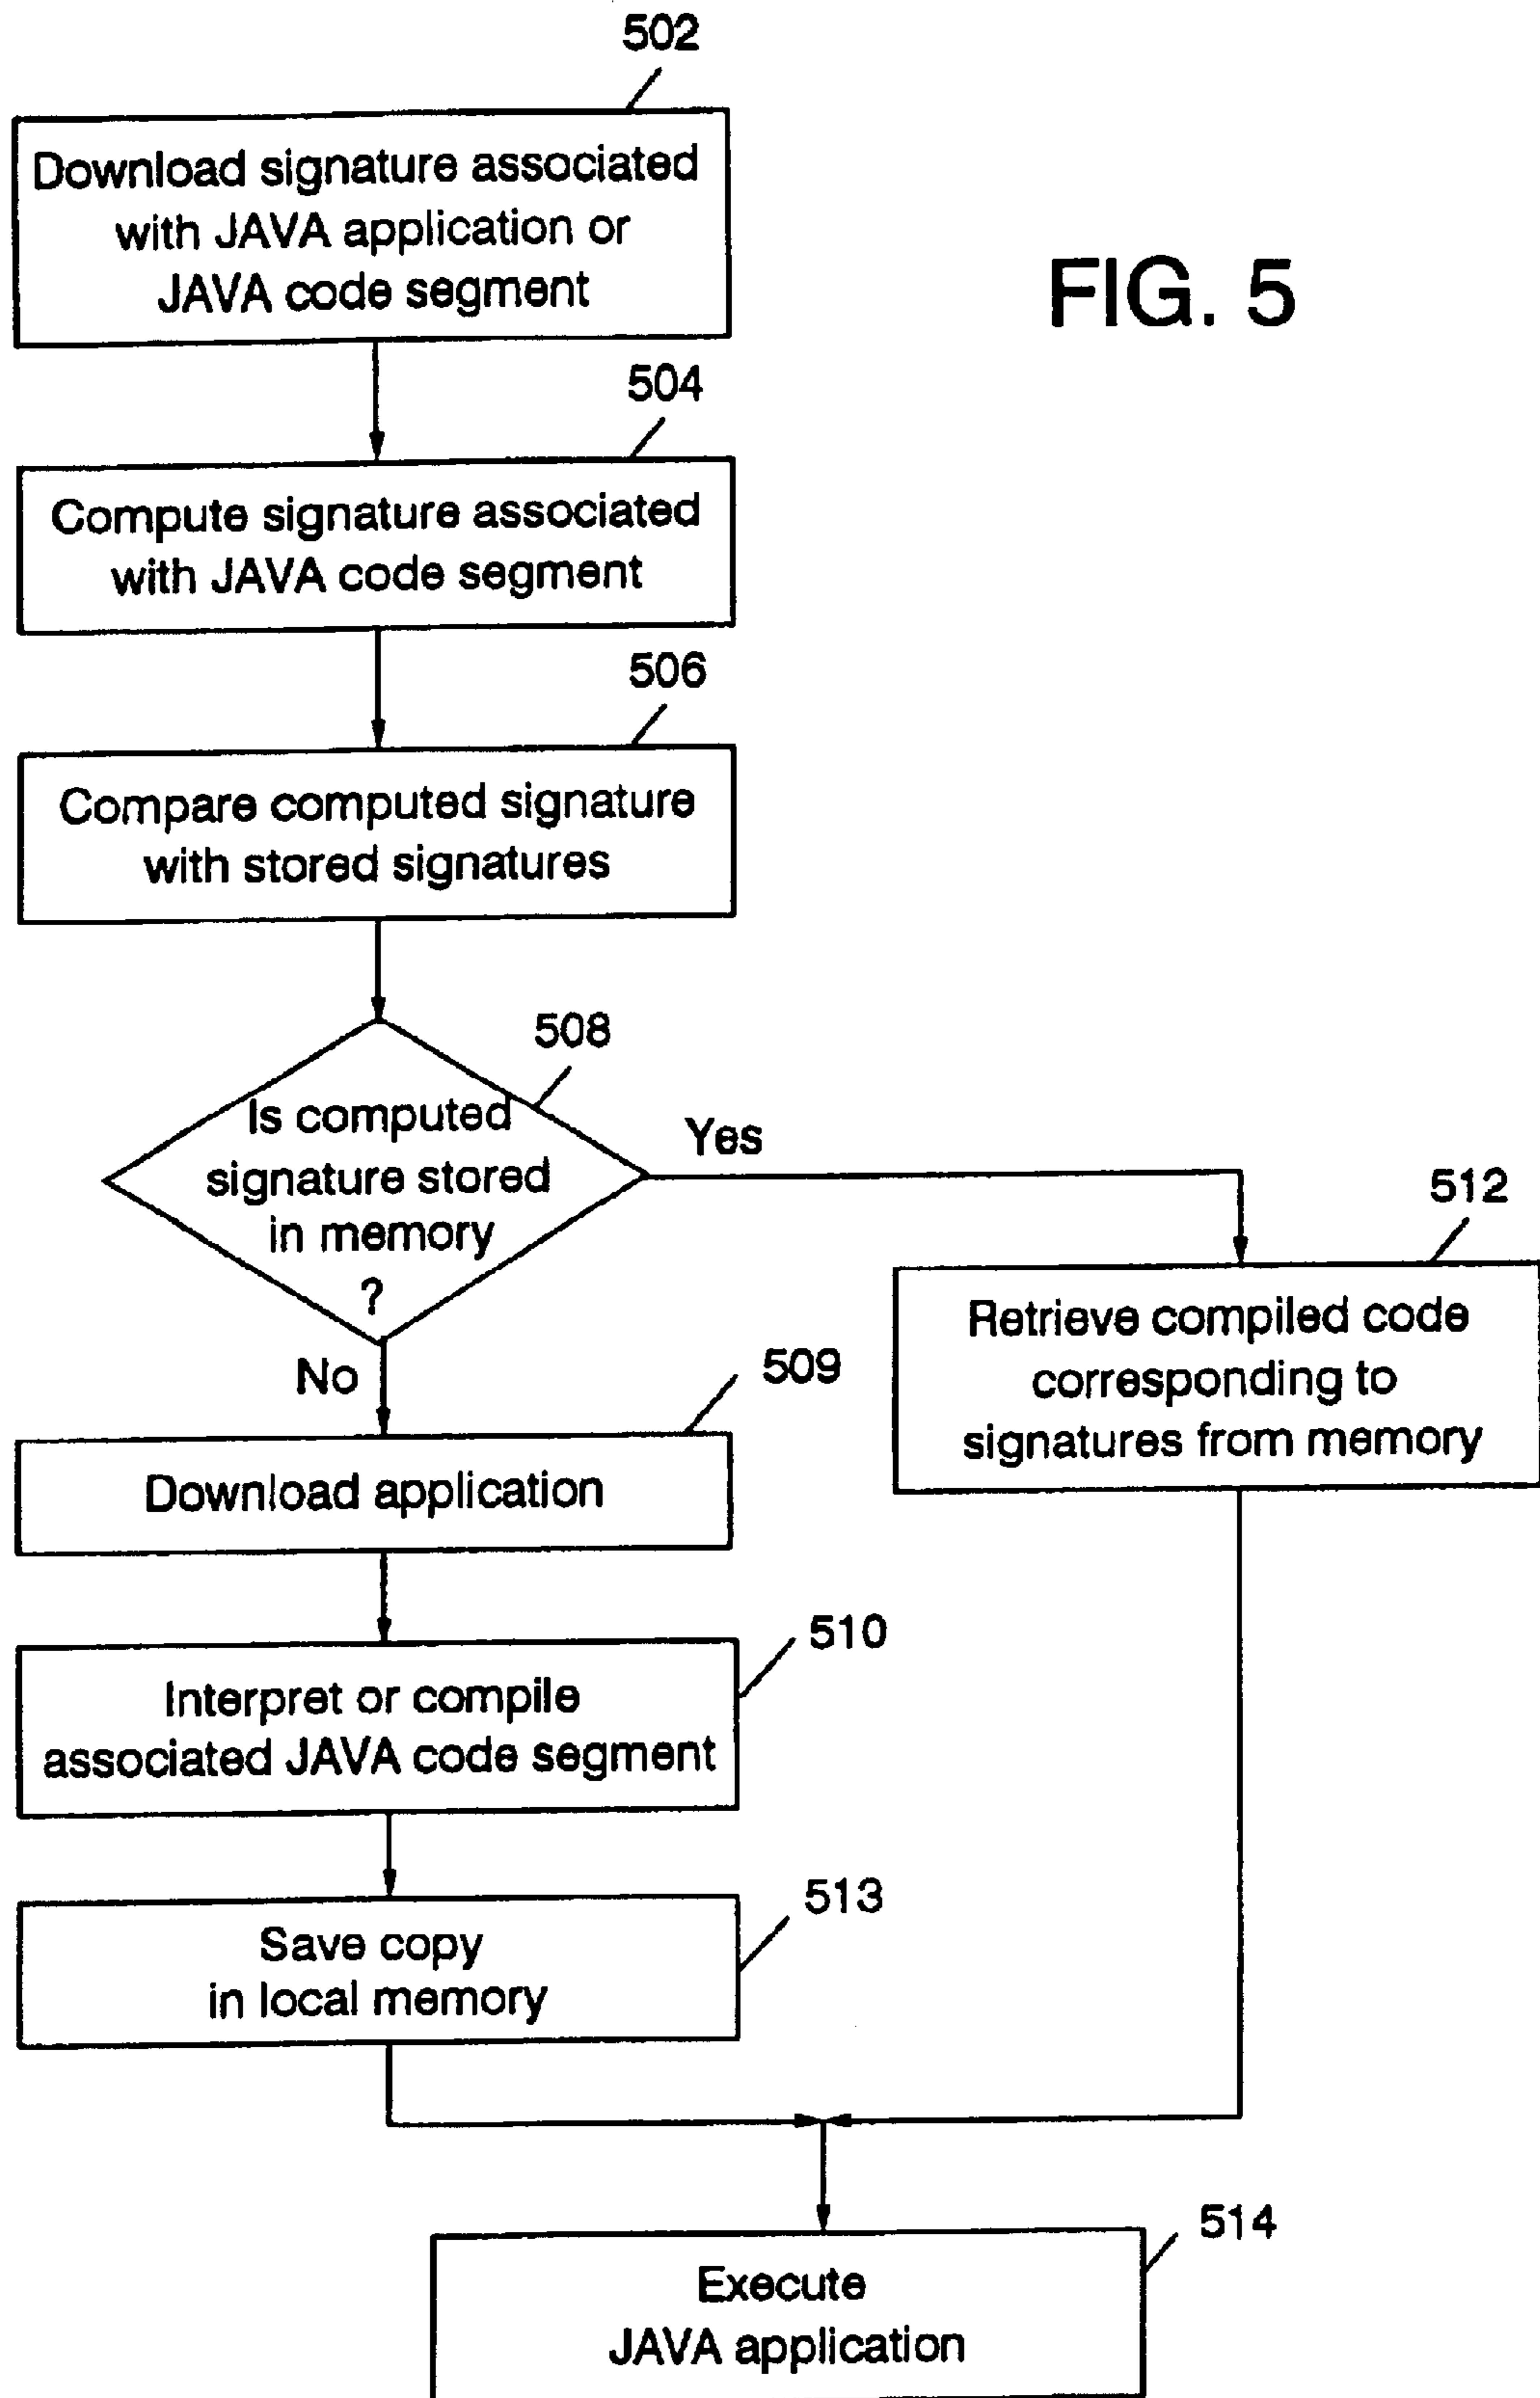 502
Download signature associated
with JAVA application or
JAVA code segment
FIG. 5
504
Compute signature associated
with JAVA code segment
506
Compare computed signature
with stored signatures
508
Is computed
signature stored
in memory
?
Yes
No
512
Retrieve compiled code
corresponding to
signatures from memory
509
Download application
510
Interpret or compile
associated JAVA code segment
513
Save copy
in local memory
514
Execute
JAVA application